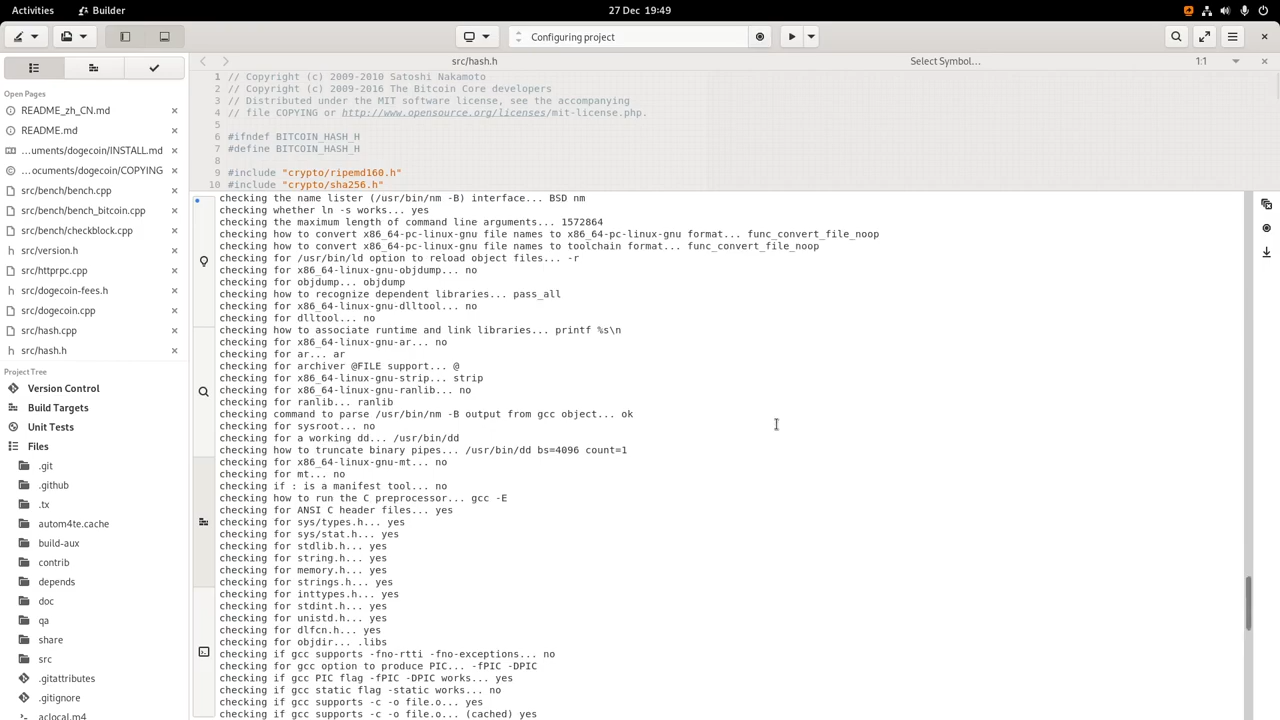 Activities
Builder
27 Dec 19:49
Configuring project
src/hash.h
Select Symbol...
1:1
1 // Copyright (c) 2009-2010 Satoshi Nakamoto
2 // Copyright (c) 2009-2016 The Bitcoin Core developers
3 // Distributed under the MIT software license, see the accompanying
4 // file COPYING or http://www.opensource.org/licenses/mit-license.php.
5
6 #ifndef BITCOIN_HASH_H
7 #define BITCOIN_HASH_H
8
9 #include "crypto/ripemd160.h"
10 #include "crypto/sha256.h"
Open Pages
README_zh_CN.md
README.md
...uments/dogecoin/INSTALL.md
...ocuments/dogecoin/COPYING
src/bench/bench.cpp
src/bench/bench_bitcoin.cpp
src/bench/checkblock.cpp
src/version.h
src/httprpc.cpp
src/dogecoin-fees.h
src/dogecoin.cpp
src/hash.cpp
src/hash.h
Project Tree
Version Control
Build Targets
Unit Tests
Files
.git
.github
.tx
autom4te.cache
build-aux
contrib
depends
doc
qa
share
src
.gitattributes
.gitignore
aclocal.m4
checking the name lister (/usr/bin/nm -B) interface... BSD nm
checking whether ln -s works... yes
checking the maximum length of command line arguments... 1572864
checking how to convert x86_64-pc-linux-gnu file names to x86_64-pc-linux-gnu format... func_convert_file_noop
checking how to convert x86_64-pc-linux-gnu file names to toolchain format... func_convert_file_noop
checking for /usr/bin/ld option to reload object files... -r
checking for x86_64-linux-gnu-objdump... no
checking for objdump... objdump
checking how to recognize dependent libraries... pass_all
checking for x86_64-linux-gnu-dlltool... no
checking for dlltool... no
checking how to associate runtime and link libraries... printf %s\n
checking for x86_64-linux-gnu-ar... no
checking for ar... ar
checking for archiver @FILE support... @
checking for x86_64-linux-gnu-strip... strip
checking for x86_64-linux-gnu-ranlib... no
checking for ranlib... ranlib
checking command to parse /usr/bin/nm -B output from gcc object... ok
checking for sysroot... no
checking for a working dd... /usr/bin/dd
checking how to truncate binary pipes... /usr/bin/dd bs=4096 count=1
checking for x86_64-linux-gnu-mt... no
checking for mt... no
checking if : is a manifest tool... no
checking how to run the C preprocessor... gcc -E
checking for ANSI C header files... yes
checking for sys/types.h... yes
checking for sys/stat.h... yes
checking for stdlib.h... yes
checking for string.h... yes
checking for memory.h... yes
checking for strings.h... yes
checking for inttypes.h... yes
checking for stdint.h... yes
checking for unistd.h... yes
checking for dlfcn.h... yes
checking for objdir... .libs
checking if gcc supports -fno-rtti -fno-exceptions... no
checking for gcc option to produce PIC... -fPIC -DPIC
checking if gcc PIC flag -fPIC -DPIC works... yes
checking if gcc static flag -static works... no
checking if gcc supports -c -o file.o... yes
checking if gcc supports -c -o file.o... (cached) yes